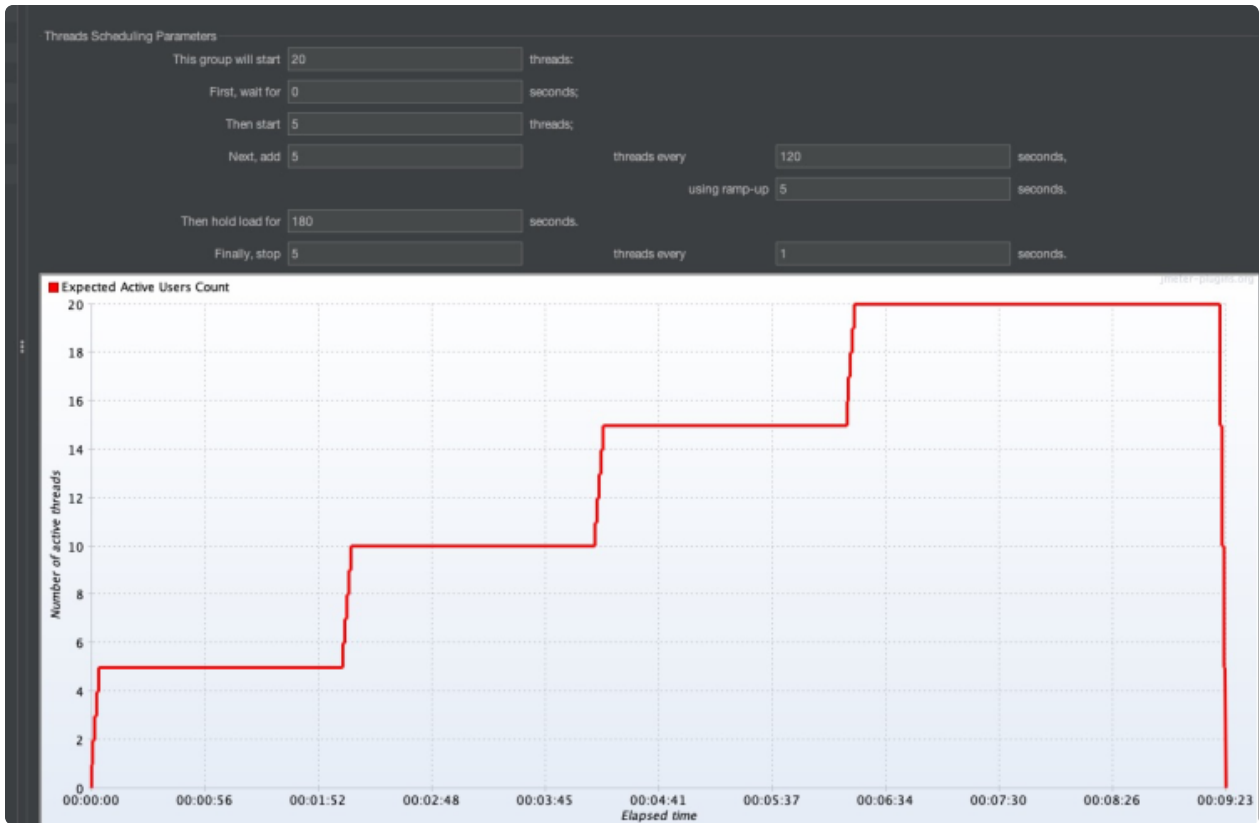 Threads Scheduling Parameters
This group will start 20 threads:
First, wait for 0 seconds;
Then start 5 threads;
Next, add 5 threads every 120 seconds,
using ramp-up 5 seconds.
Then hold load for 180 seconds.
Finally, stop 5 threads every 1 seconds.
jmeter-plugins.org
Expected Active Users Count
20
18
16
14
12
10
8
6
4
2
0
Number of active threads
00:00:00 00:00:56 00:01:52 00:02:48 00:03:45 00:04:41 00:05:37 00:06:34 00:07:30 00:08:26 00:09:23
Elapsed time